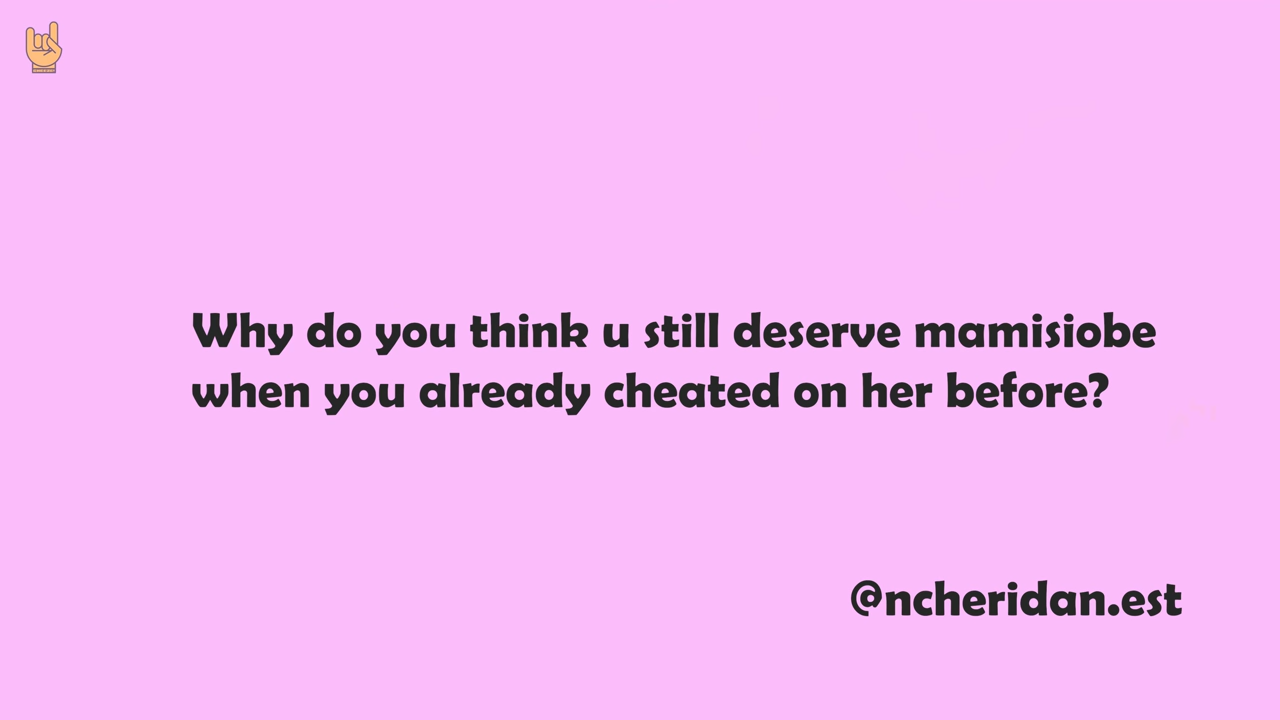 Why do you think u still deserve mamisiobe
when you already cheated on her before?
@ncheridan.est